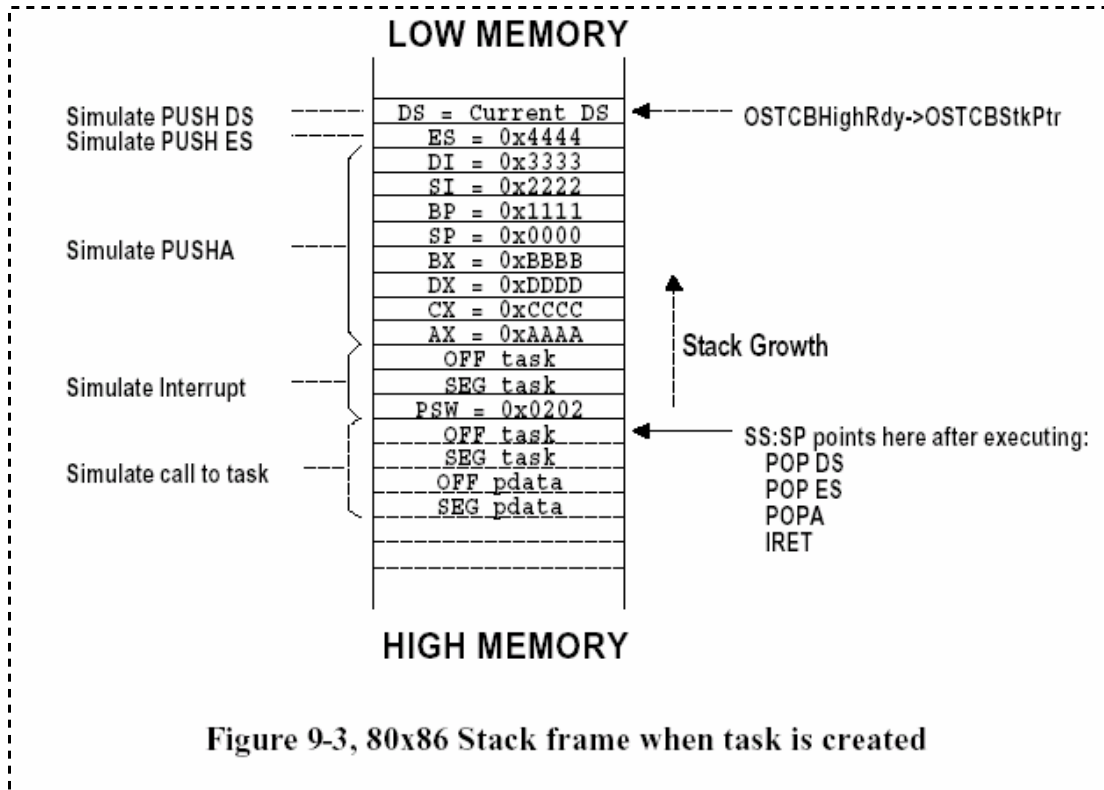 LOW MEMORY
Simulate PUSH DS
Simulate PUSH ES
Simulate PUSHA
Simulate Interrupt
Simulate call to task
DS = Current DS
ES = 0x4444
DI = 0x3333
SI = 0x2222
BP = 0x1111
SP = 0x0000
BX = 0xBBBB
DX = 0xDDDD
CX = 0xCCCC
AX = 0xAAAA
OFF task
SEG task
PSW = 0x0202
OFF task
SEG task
OFF pdata
SEG pdata
OSTCBHighRdy->OSTCBStkPtr
Stack Growth
SS:SP points here after executing:
POP DS
POP ES
POPA
IRET
HIGH MEMORY
Figure 9-3, 80x86 Stack frame when task is created